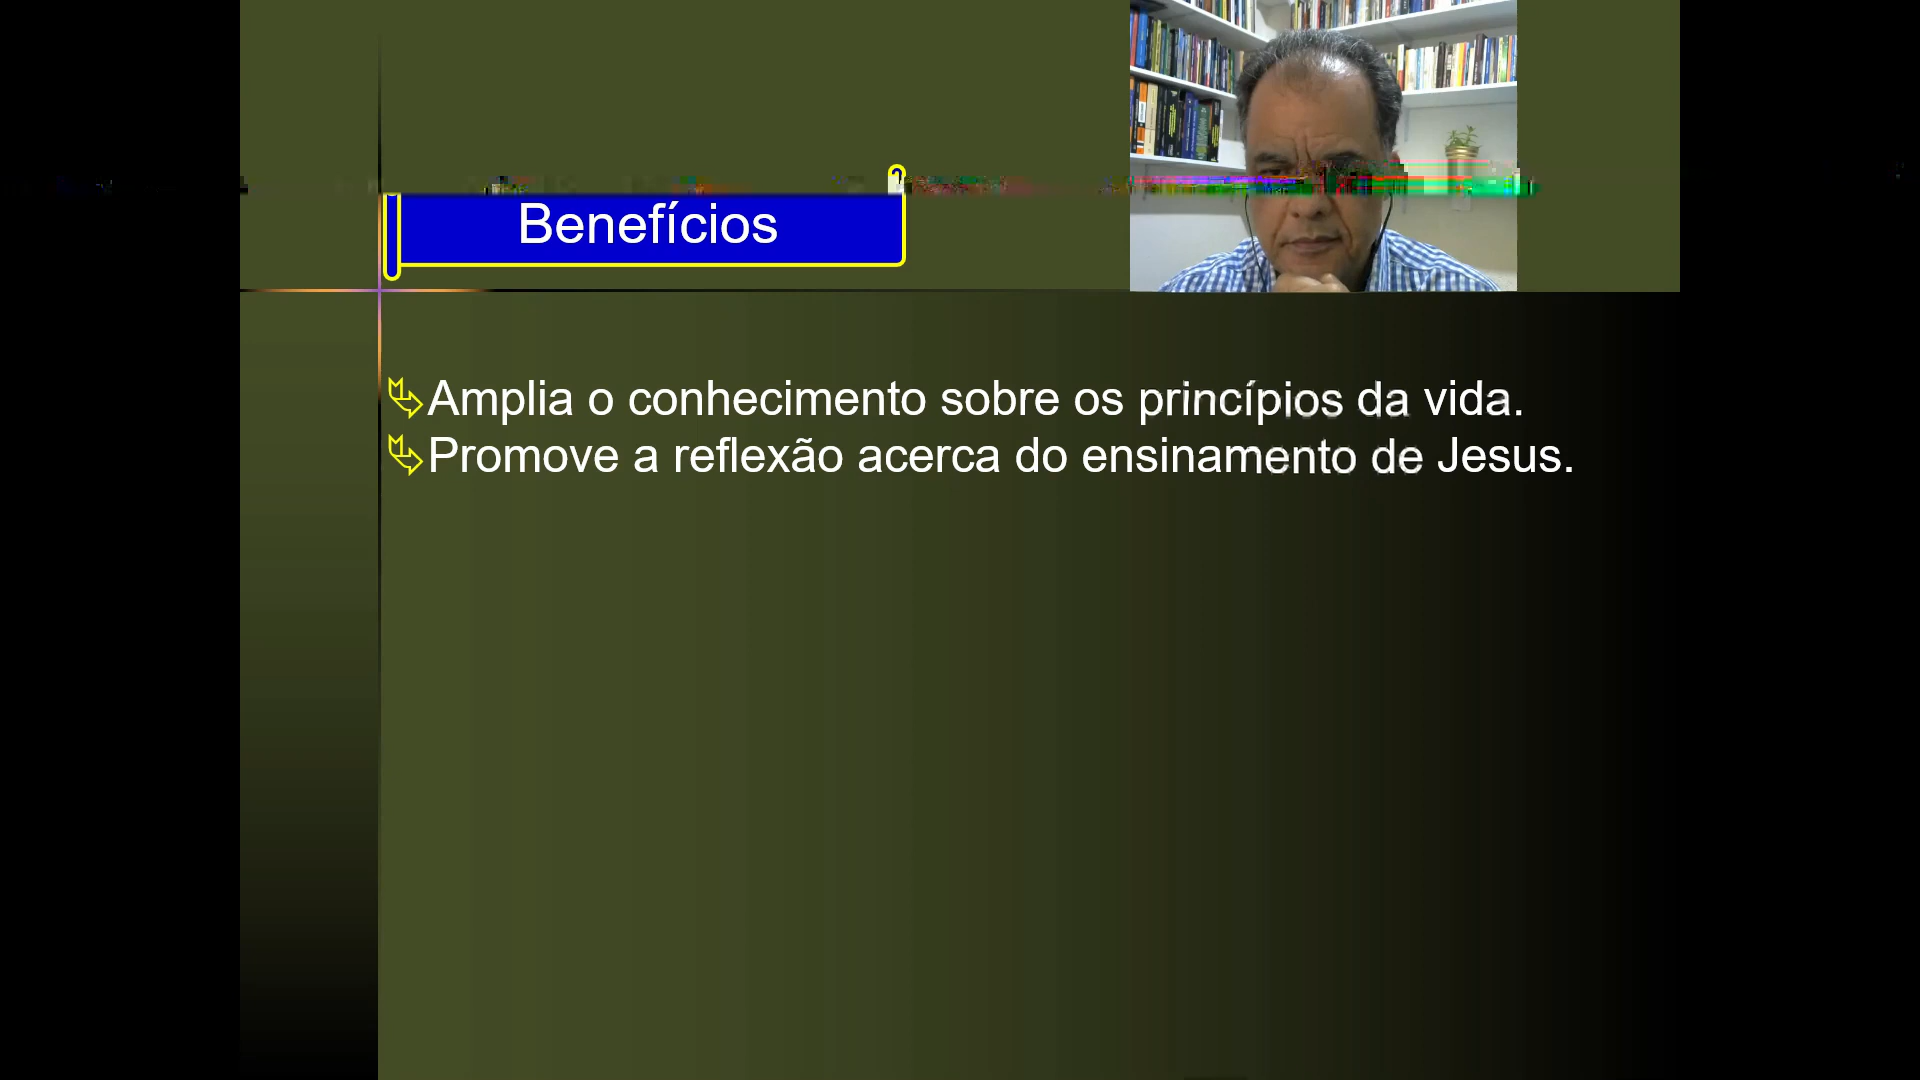 Benefícios
Amplia o conhecimento sobre os princípios da vida.
Promove a reflexão acerca do ensinamento de Jesus.